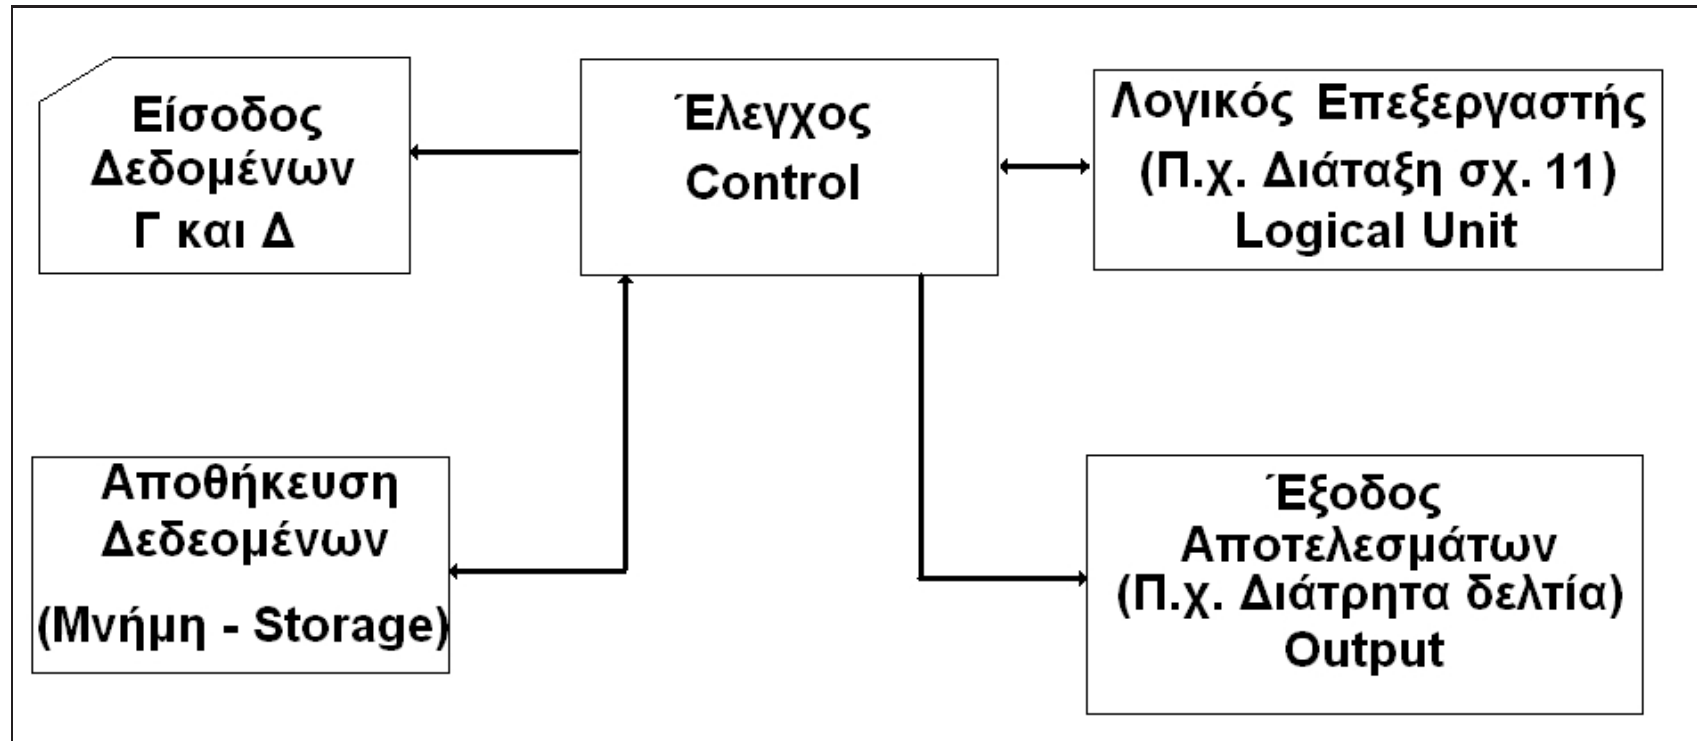 Είσοδος
Δεδομένων
Γ και Δ
Έλεγχος
Control
Λογικός Επεξεργαστής
(Π.χ. Διάταξη σχ. 11)
Logical Unit
Αποθήκευση
Δεδεομένων
(Μνήμη - Storage)
Έξοδος
Αποτελεσμάτων
(Π.χ. Διάτρητα δελτία)
Output